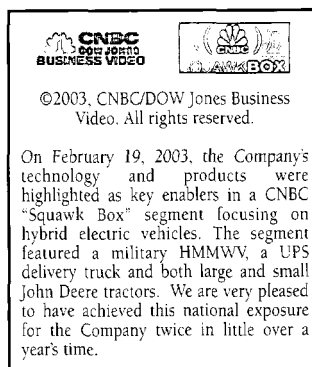 CNBC
DOW JONES
BUSINESS VIDEO
CNBC
SQUAWK BOX
©2003, CNBC/DOW Jones Business
Video. All rights reserved.
On February 19, 2003, the Company's
technology and products were
highlighted as key enablers in a CNBC
"Squawk Box" segment focusing on
hybrid electric vehicles. The segment
featured a military HMMWV, a UPS
delivery truck and both large and small
John Deere tractors. We are very pleased
to have achieved this national exposure
for the Company twice in little over a
year's time.